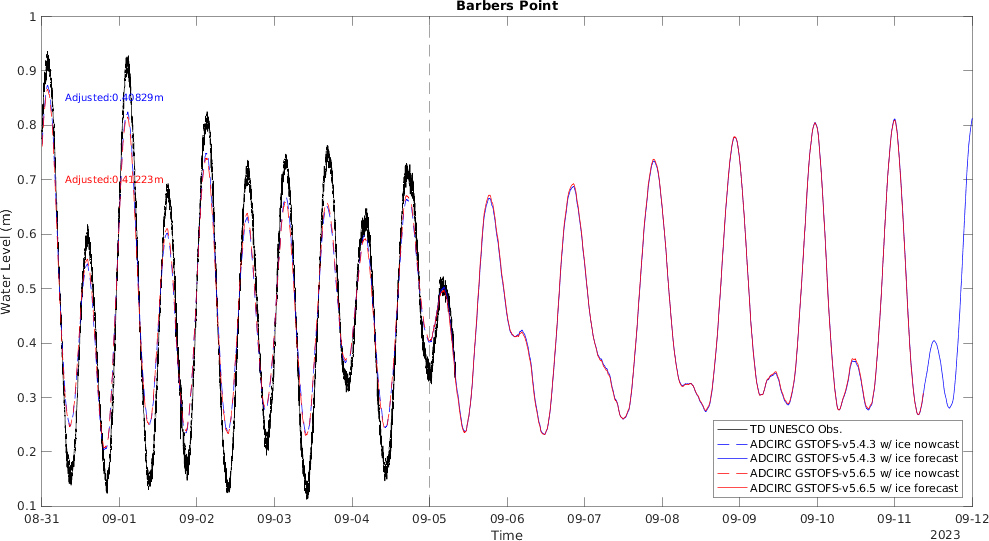 Barbers Point
1
0.9
0.8
0.7
0.6
0.5
0.4
0.3
0.2
0.1
Water Level (m)
Adjusted:0.40829m
Adjusted:0.41223m
08-31 09-01 09-02 09-03 09-04 09-05 09-06 09-07 09-08 09-09 09-10 09-11 09-12
Time
2023
TD UNESCO Obs.
ADCIRC GSTOFS-v5.4.3 w/ ice nowcast
ADCIRC GSTOFS-v5.4.3 w/ ice forecast
ADCIRC GSTOFS-v5.6.5 w/ ice nowcast
ADCIRC GSTOFS-v5.6.5 w/ ice forecast